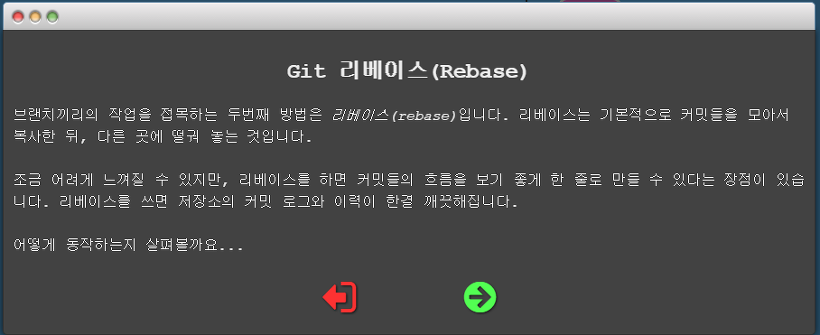 Git 리베이스(Rebase)
브랜치끼리의 작업을 접목하는 두번째 방법은 리베이스(rebase)입니다. 리베이스는 기본적으로 커밋들을 모아서
복사한 뒤, 다른 곳에 떨궈 놓는 것입니다.
조금 어려게 느껴질 수 있지만, 리베이스를 하면 커밋들의 흐름을 보기 좋게 한 줄로 만들 수 있다는 장점이 있습
니다. 리베이스를 쓰면 저장소의 커밋 로그와 이력이 한결 깨끗해집니다.
어떻게 동작하는지 살펴볼까요...